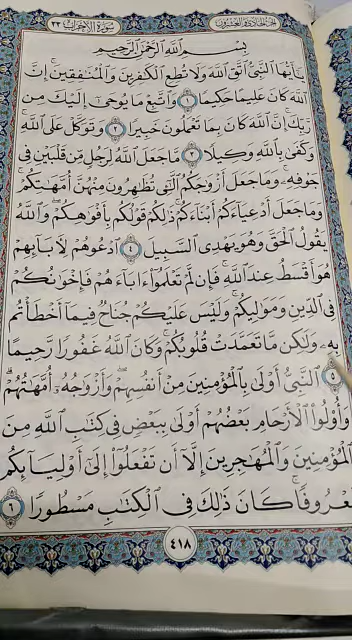 الجزء الحادي والعشرون
سورة الأحزاب ٣٣
بِسْمِ ٱللَّهِ ٱلرَّحْمَٰنِ ٱلرَّحِيمِ
يَٰٓأَيُّهَا ٱلنَّبِيُّ ٱتَّقِ ٱللَّهَ وَلَا تُطِعِ ٱلْكَٰفِرِينَ وَٱلْمُنَٰفِقِينَ ۗ إِنَّ
ٱللَّهَ كَانَ عَلِيمًا حَكِيمًا ١ وَٱتَّبِعْ مَا يُوحَىٰٓ إِلَيْكَ مِن
رَّبِّكَ ۚ إِنَّ ٱللَّهَ كَانَ بِمَا تَعْمَلُونَ خَبِيرًا ٢ وَتَوَكَّلْ عَلَى ٱللَّهِ ۚ
وَكَفَىٰ بِٱللَّهِ وَكِيلًا ٣ مَّا جَعَلَ ٱللَّهُ لِرَجُلٍ مِّن قَلْبَيْنِ فِي
جَوْفِهِۦ ۚ وَمَا جَعَلَ أَزْوَٰجَكُمُ ٱلَّٰٓـِٔي تُظَٰهِرُونَ مِنْهُنَّ أُمَّهَٰتِكُمْ ۚ
وَمَا جَعَلَ أَدْعِيَآءَكُمْ أَبْنَآءَكُمْ ۚ ذَٰلِكُمْ قَوْلُكُم بِأَفْوَٰهِكُمْ ۖ وَٱللَّهُ
يَقُولُ ٱلْحَقَّ وَهُوَ يَهْدِي ٱلسَّبِيلَ ٤ ٱدْعُوهُمْ لِأٓبَآئِهِمْ
هُوَ أَقْسَطُ عِندَ ٱللَّهِ ۚ فَإِن لَّمْ تَعْلَمُوٓا۟ ءَابَآءَهُمْ فَإِخْوَٰنُكُمْ
فِي ٱلدِّينِ وَمَوَٰلِيكُمْ ۚ وَلَيْسَ عَلَيْكُمْ جُنَاحٌ فِيمَآ أَخْطَأْتُم
بِهِۦ وَلَٰكِن مَّا تَعَمَّدَتْ قُلُوبُكُمْ ۚ وَكَانَ ٱللَّهُ غَفُورًا رَّحِيمًا
٥ ٱلنَّبِيُّ أَوْلَىٰ بِٱلْمُؤْمِنِينَ مِنْ أَنفُسِهِمْ ۖ وَأَزْوَٰجُهُۥٓ أُمَّهَٰتُهُمْ ۗ
وَأُو۟لُوا۟ ٱلْأَرْحَامِ بَعْضُهُمْ أَوْلَىٰ بِبَعْضٍ فِي كِتَٰبِ ٱللَّهِ مِنَ
ٱلْمُؤْمِنِينَ وَٱلْمُهَٰجِرِينَ إِلَّآ أَن تَفْعَلُوٓا۟ إِلَىٰٓ أَوْلِيَآئِكُم
مَّعْرُوفًا ۚ كَانَ ذَٰلِكَ فِي ٱلْكِتَٰبِ مَسْطُورًا ٦
٤١٨